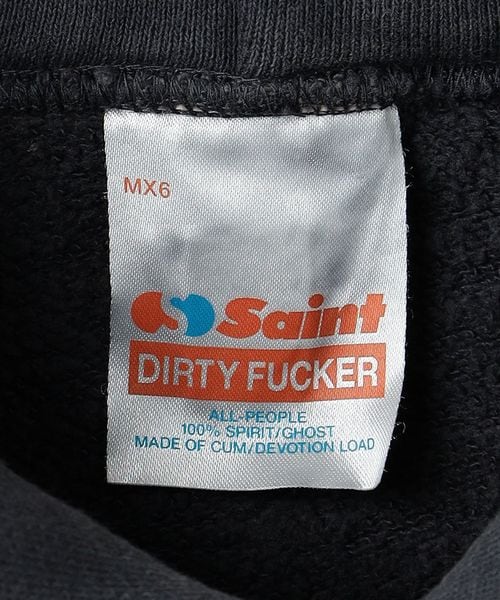 MX6
S Saint
DIRTY FUCKER
ALL-PEOPLE
100% SPIRIT/GHOST
MADE OF CUM/DEVOTION LOAD